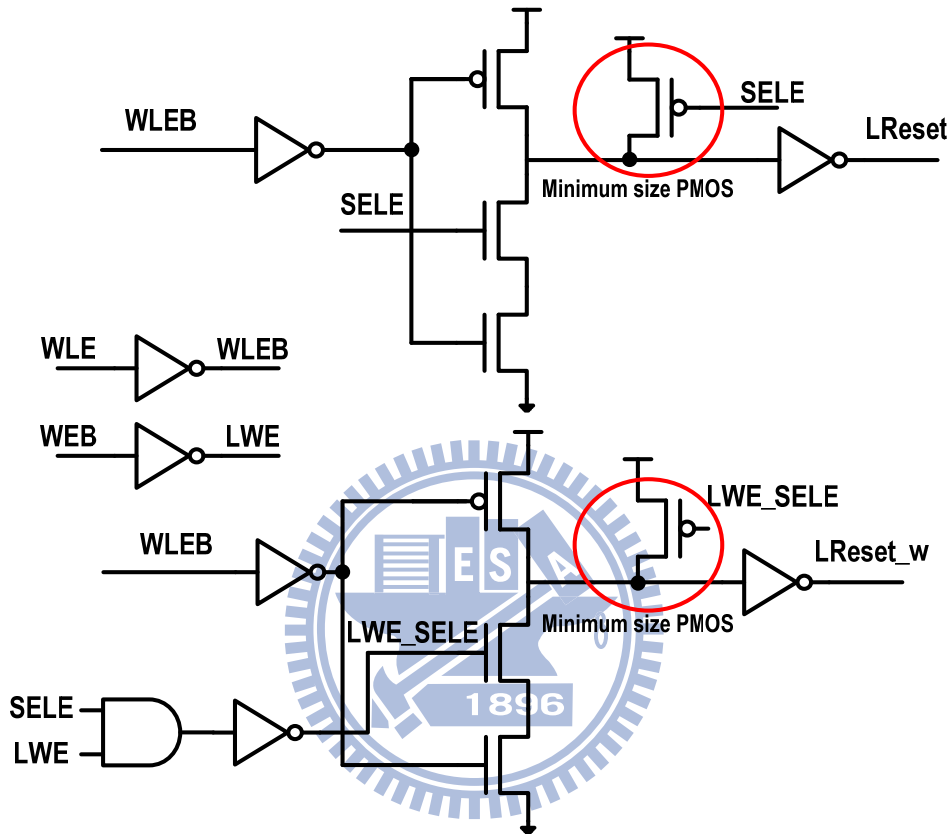 WLEB
SELE
SELE
LReset
Minimum size PMOS
WLE
WLEB
WEB
LWE
WLEB
LWE_SELE
LWE_SELE
LReset_w
Minimum size PMOS
SELE
LWE
E S A
1896